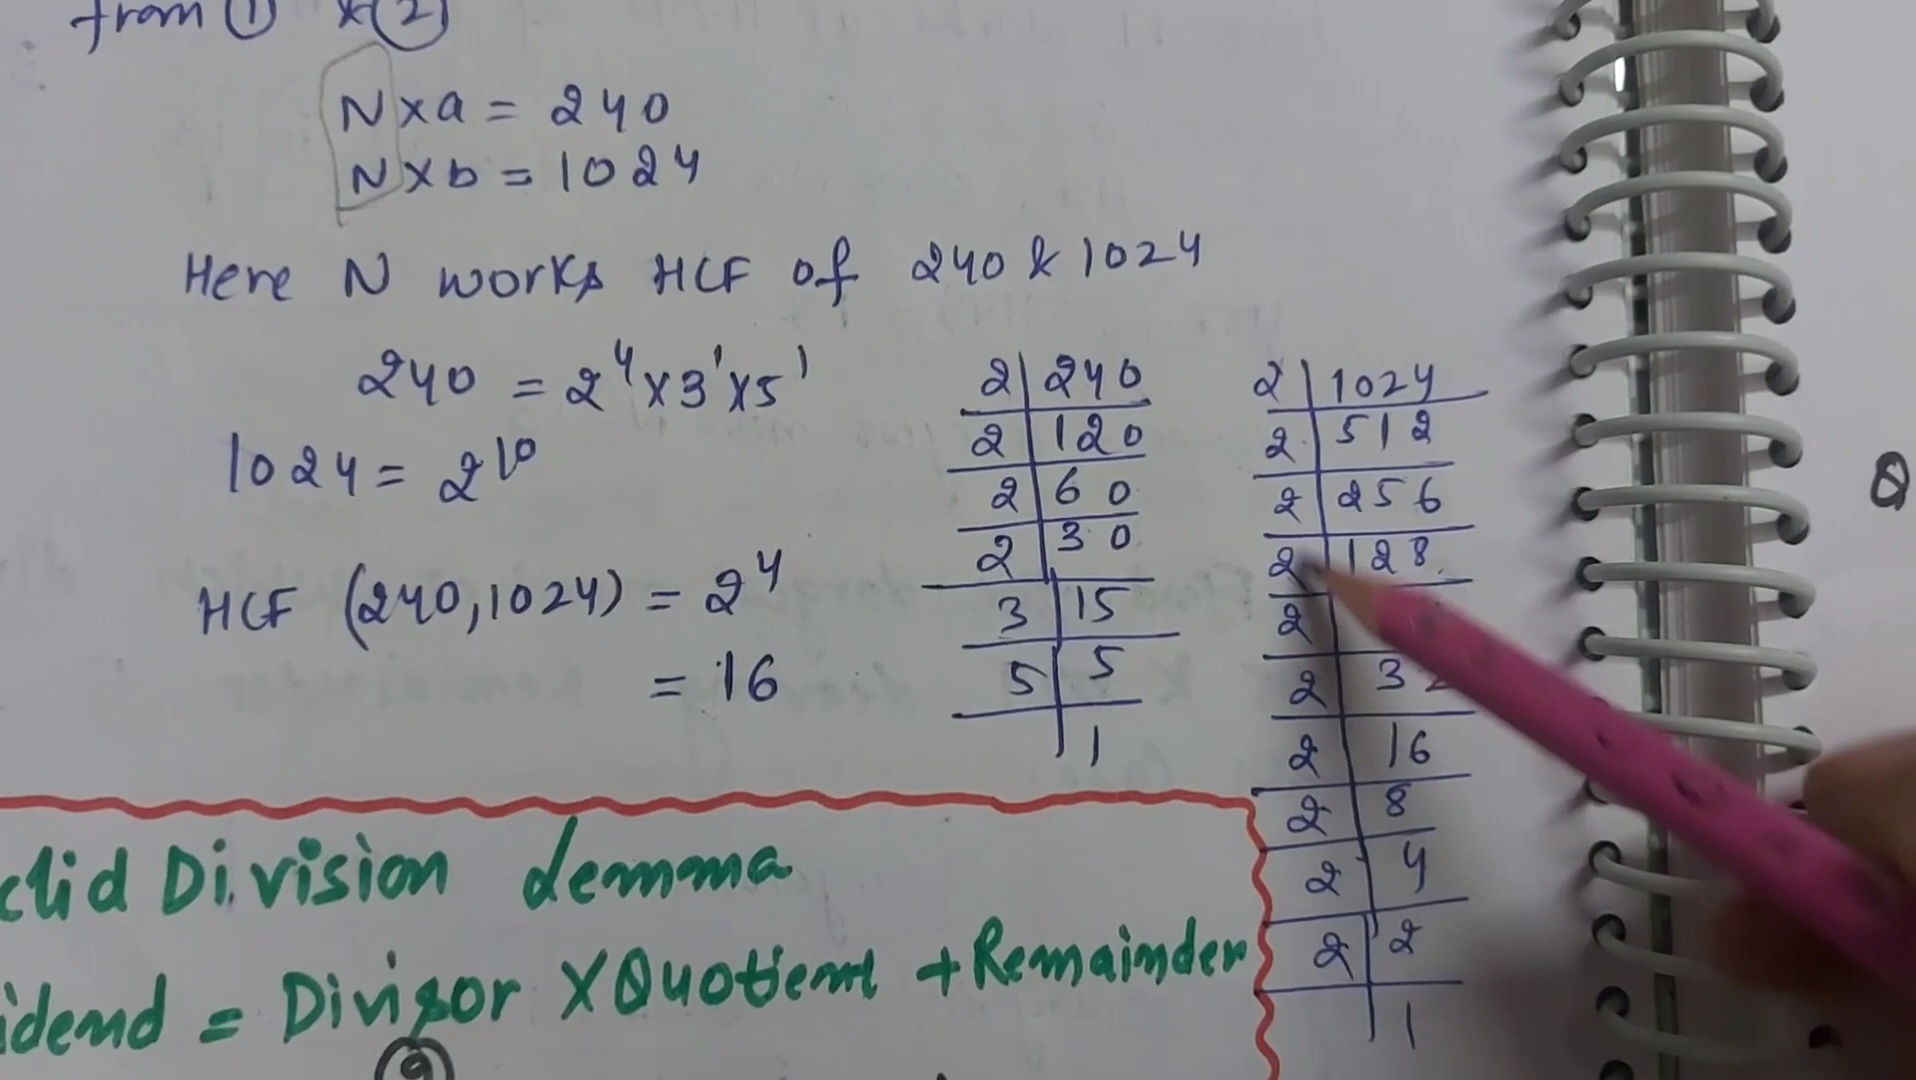 from ① & ②
N x a = 240
N x b = 1024
Here N works HCF of 240 & 1024
240 = 2⁴ x 3¹ x 5¹
1024 = 2¹⁰
HCF (240, 1024) = 2⁴
= 16
2 | 240
2 | 120
2 | 60
2 | 30
3 | 15
5 | 5
1
2 | 1024
2 | 512
2 | 256
2 | 128
2 |
2 | 32
2 | 16
2 | 8
2 | 4
2 | 2
1
Q
clid Division Lemma
idend = Divisor X Quotient + Remainder